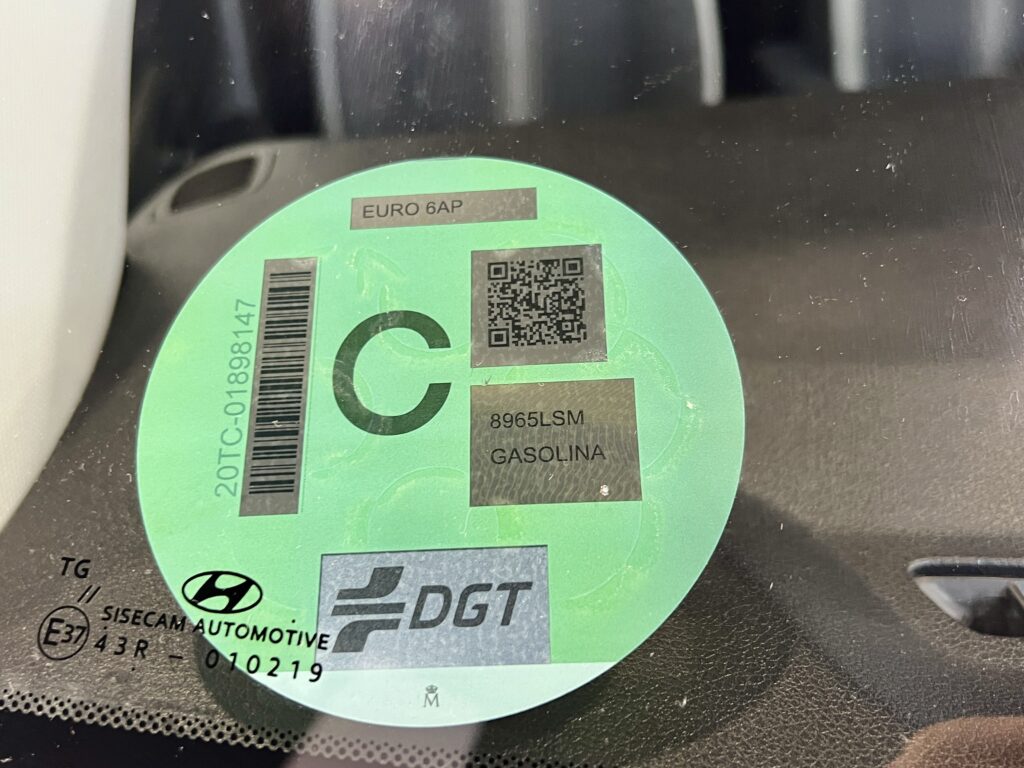 EURO 6AP
20TC-01898147
C
8965LSM
GASOLINA
DGT
M
TG
//
SISECAM AUTOMOTIVE
E37
43R - 010219